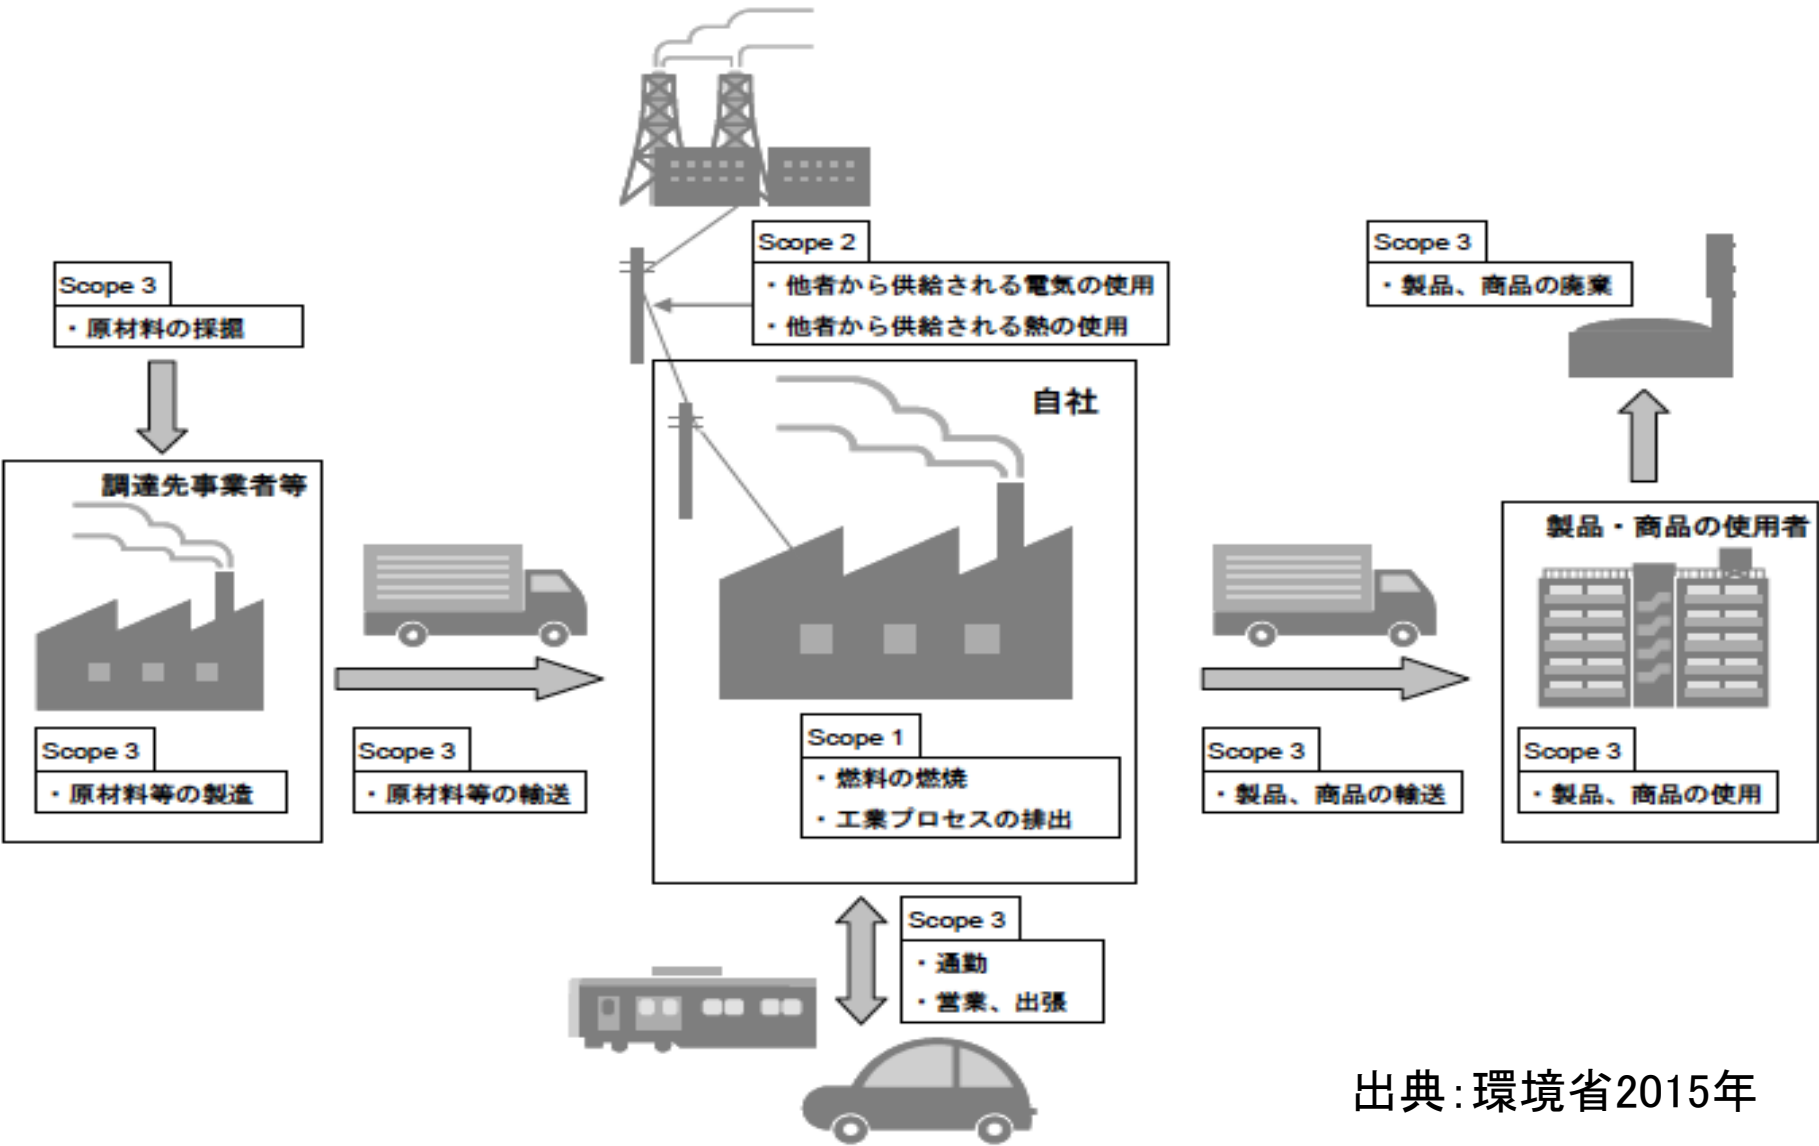 Scope 2
・他者から供給される電気の使用
・他者から供給される熱の使用
Scope 3
・原材料の採掘
Scope 3
・製品、商品の廃棄
自社
調達先事業者等
製品・商品の使用者
Scope 3
・原材料等の製造
Scope 3
・原材料等の輸送
Scope 1
・燃料の燃焼
・工業プロセスの排出
Scope 3
・製品、商品の輸送
Scope 3
・製品、商品の使用
Scope 3
・通勤
・営業、出張
出典:環境省2015年